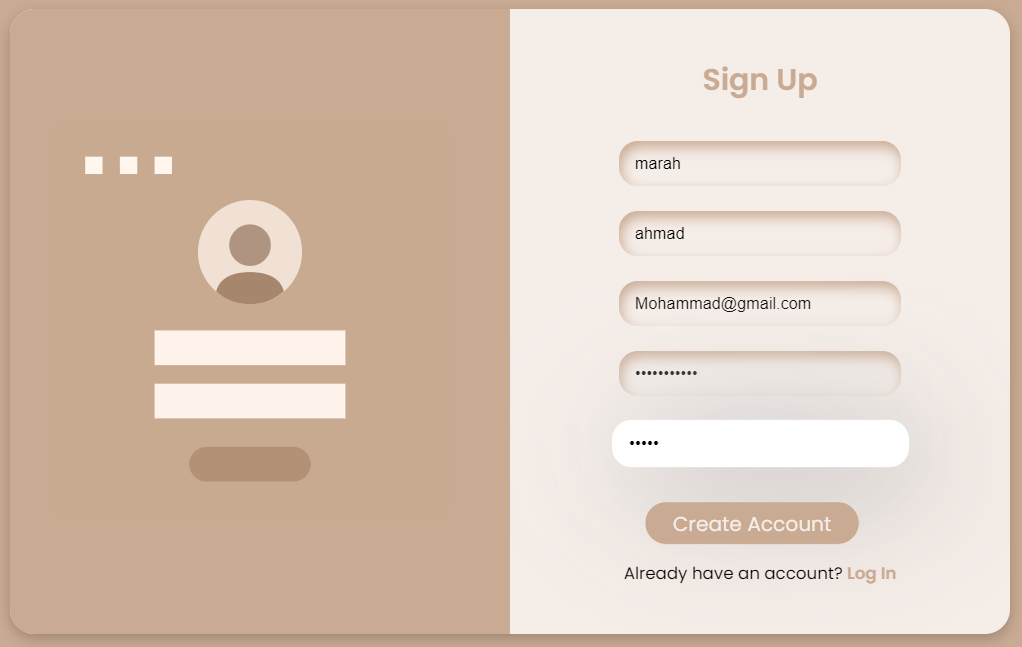 Sign Up
marah
ahmad
Mohammad@gmail.com
•••••••••••
•••••
Create Account
Already have an account? Log In